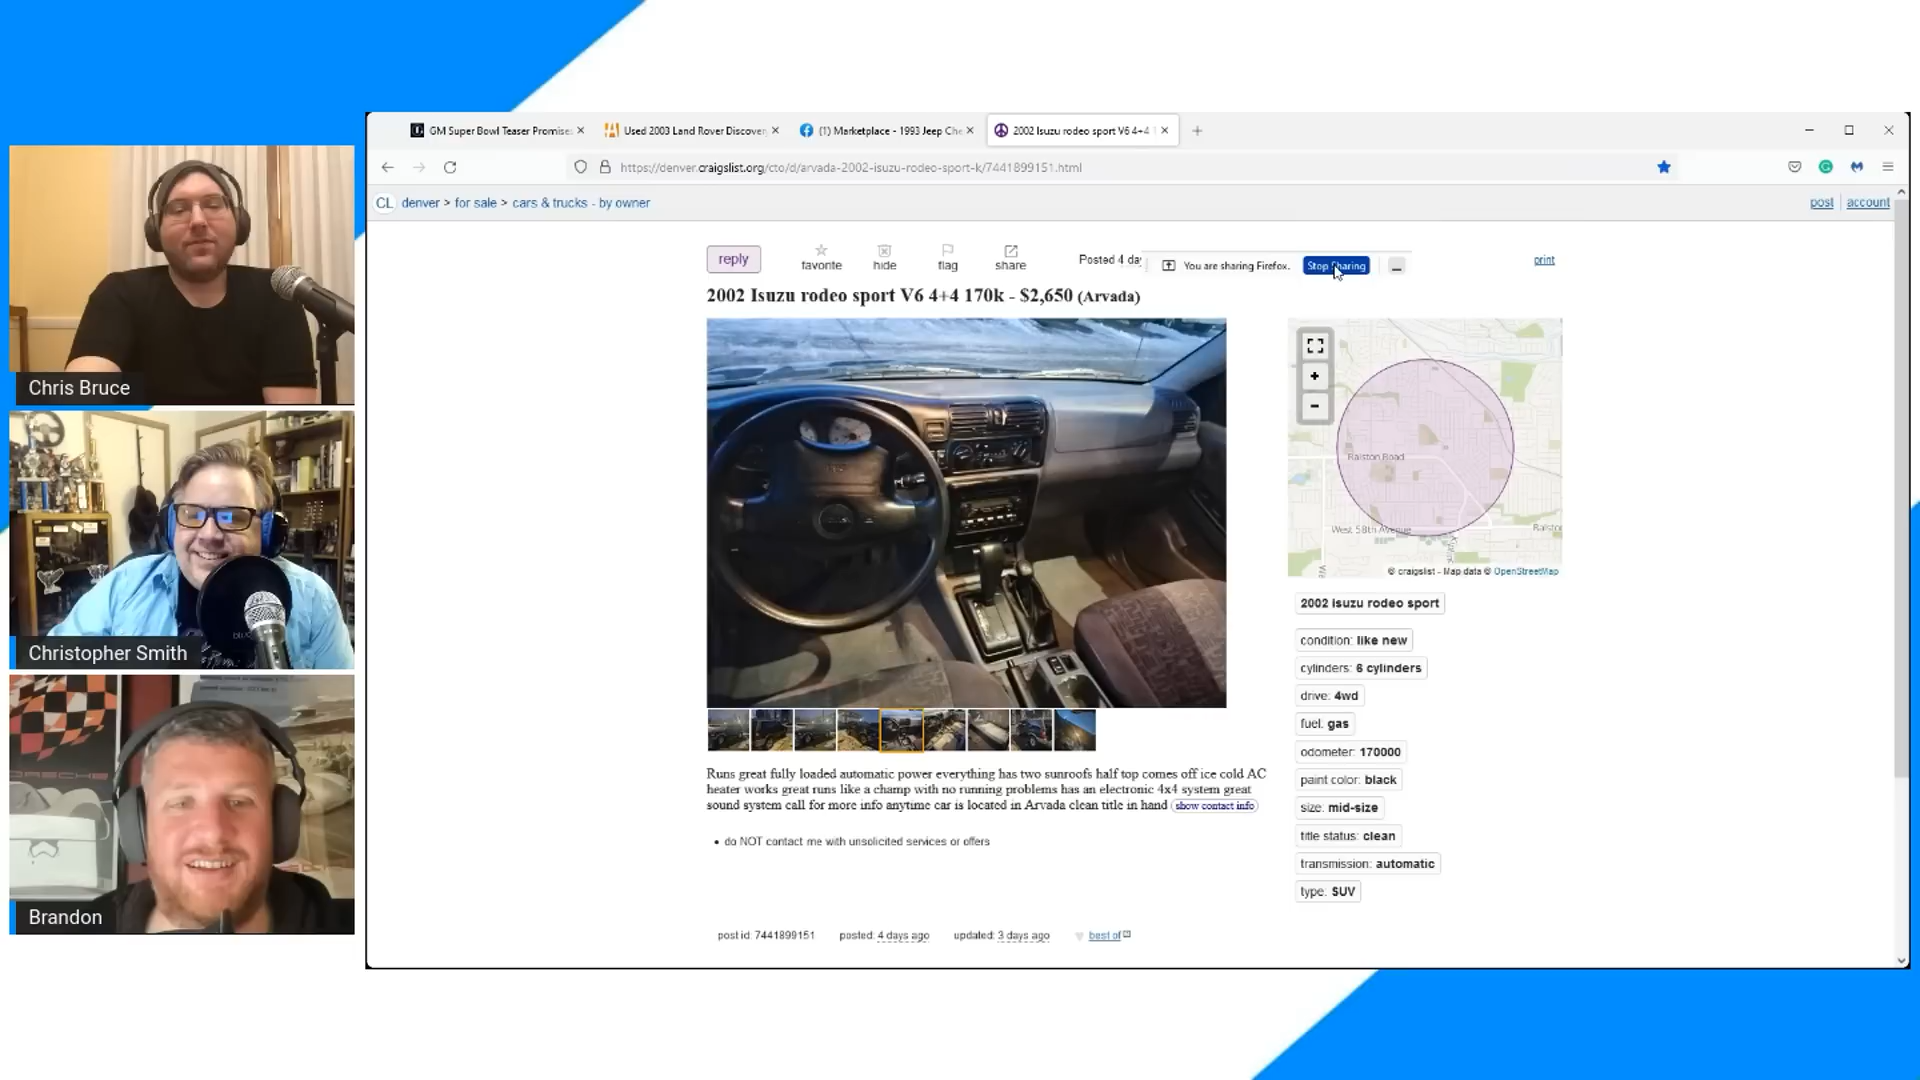 GM Super Bowl Teaser Promise
Used 2003 Land Rover Discover
(1) Marketplace - 1993 Jeep Che
2002 Isuzu rodeo sport V6 4+4 1
https://denver.craigslist.org/cto/d/arvada-2002-isuzu-rodeo-sport-k/7441899151.html
CL denver > for sale > cars & trucks - by owner
post account
reply
favorite
hide
flag
share
Posted 4 da
You are sharing Firefox.
Stop Sharing
print
2002 Isuzu rodeo sport V6 4+4 170k - $2,650 (Arvada)
+
-
Ralston Road
West 58th Avenue
© craigslist - Map data © OpenStreetMap
2002 isuzu rodeo sport
condition: like new
cylinders: 6 cylinders
drive: 4wd
fuel: gas
odometer: 170000
paint color: black
size: mid-size
title status: clean
transmission: automatic
type: SUV
Runs great fully loaded automatic power everything has two sunroofs half top comes off ice cold AC
heater works great runs like a champ with no running problems has an electronic 4x4 system great
sound system call for more info anytime car is located in Arvada clean title in hand show contact info
• do NOT contact me with unsolicited services or offers
post id: 7441899151
posted: 4 days ago
updated: 3 days ago
best of
Chris Bruce
Christopher Smith
Brandon